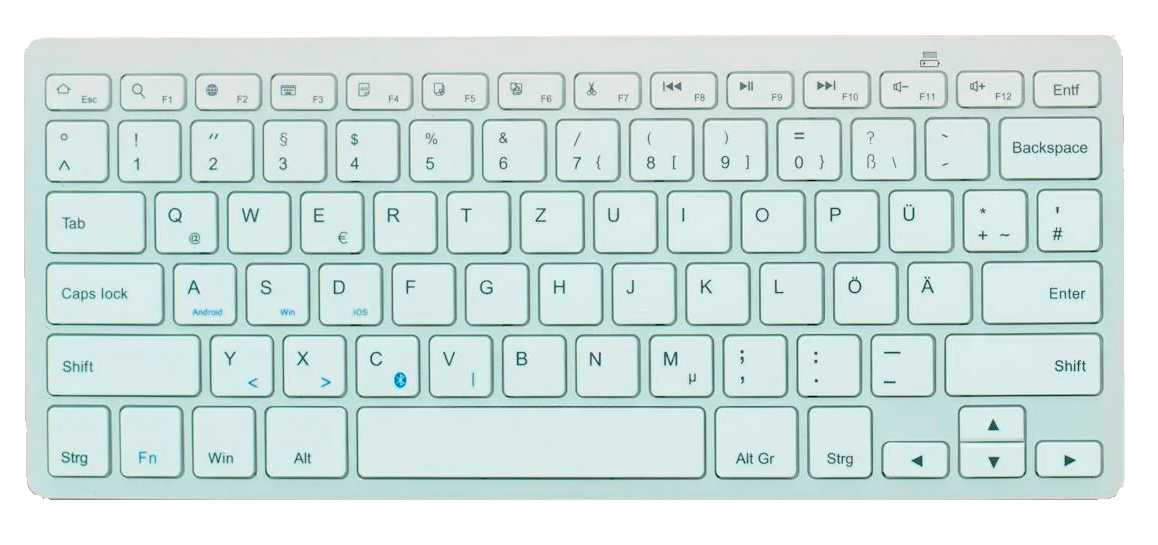 Esc F1 F2 F3 F4 F5 F6 F7 F8 F9 F10 F11 F12 Entf
° ! " § $ % & / ( ) = ? `
^ 1 2 3 4 5 6 7 { 8 [ 9 ] 0 } ß \ ´ Backspace
Tab Q @ W E € R T Z U I O P Ü * + ~ ' #
Caps lock A Android S Win D IOS F G H J K L Ö Ä Enter
Shift Y < X > C V | B N M µ ; , : . — – Shift
Strg Fn Win Alt Alt Gr Strg ◀ ▲ ▼ ▶